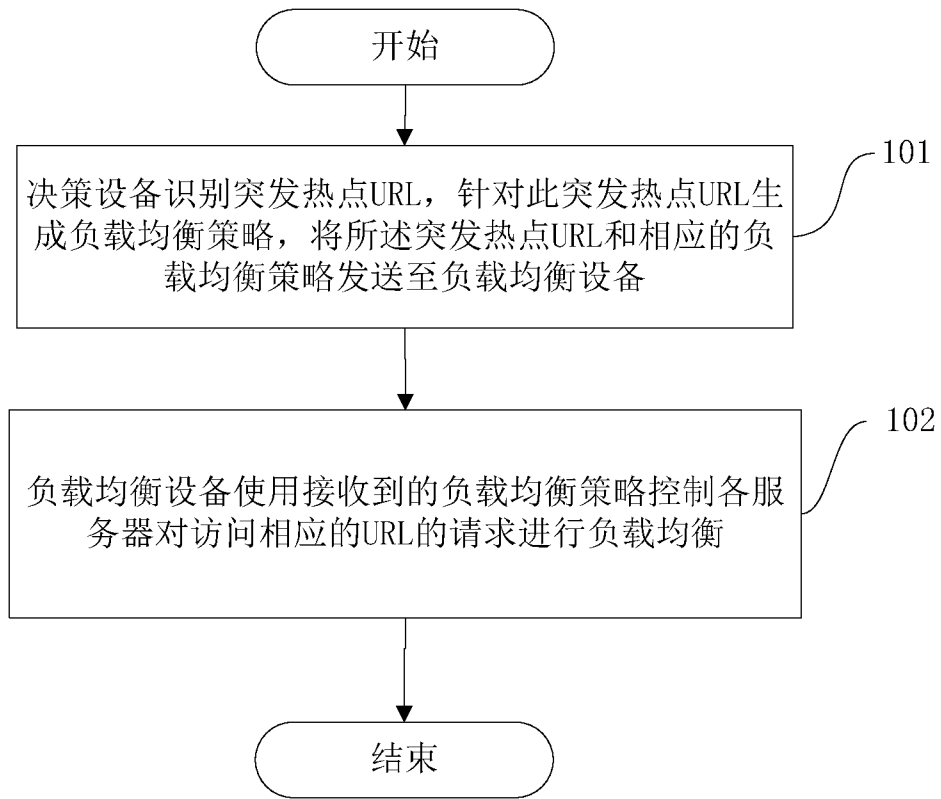 开始
101
决策设备识别突发热点URL，针对此突发热点URL生
成负载均衡策略，将所述突发热点URL和相应的负
载均衡策略发送至负载均衡设备
102
负载均衡设备使用接收到的负载均衡策略控制各服
务器对访问相应的URL的请求进行负载均衡
结束